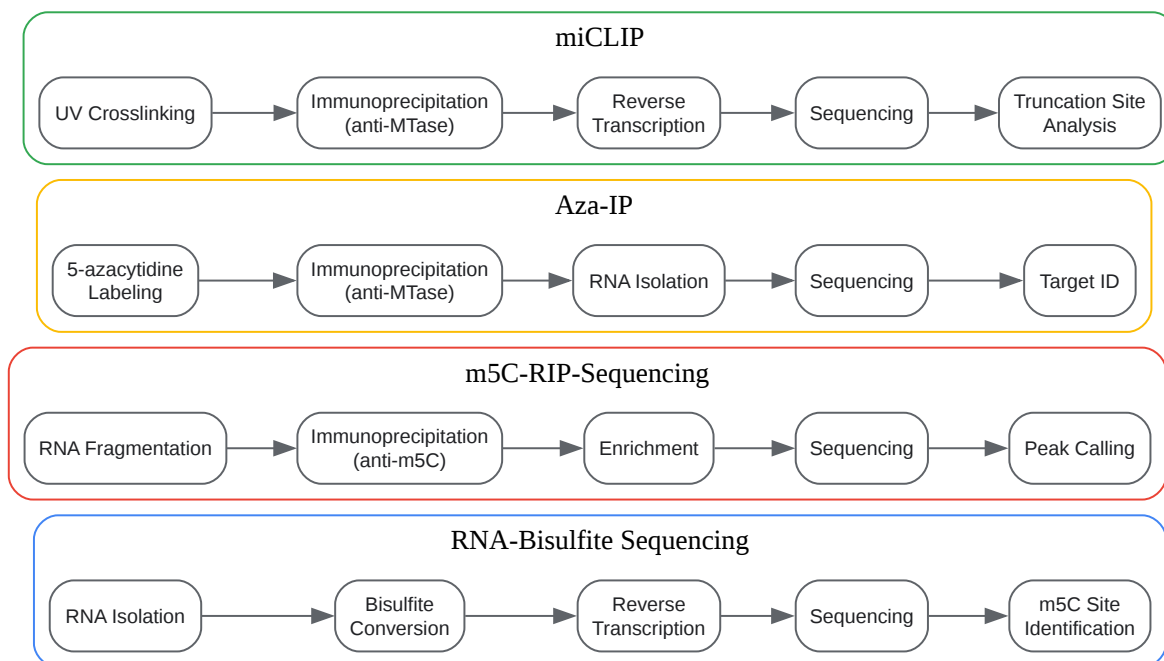 miCLIP
UV Crosslinking
Immunoprecipitation
(anti-MTase)
Reverse
Transcription
Sequencing
Truncation Site
Analysis
Aza-IP
5-azacytidine
Labeling
Immunoprecipitation
(anti-MTase)
RNA Isolation
Sequencing
Target ID
m5C-RIP-Sequencing
RNA Fragmentation
Immunoprecipitation
(anti-m5C)
Enrichment
Sequencing
Peak Calling
RNA-Bisulfite Sequencing
RNA Isolation
Bisulfite
Conversion
Reverse
Transcription
Sequencing
m5C Site
Identification